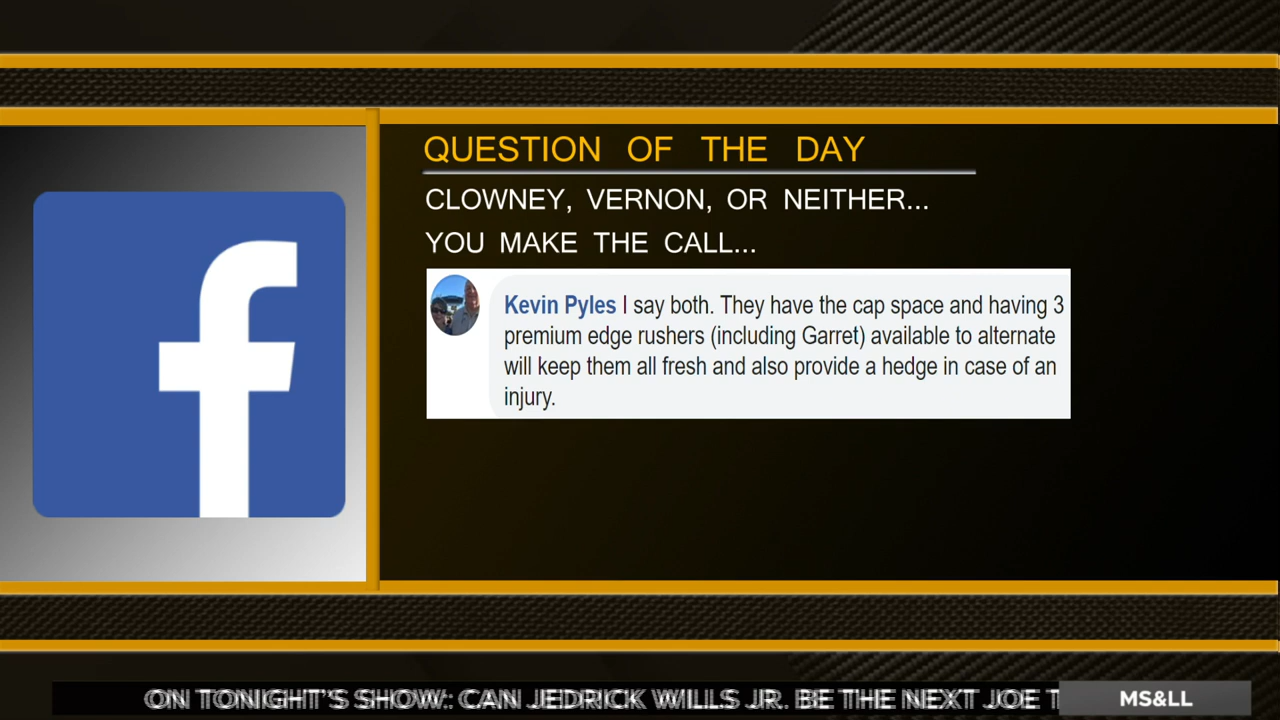 QUESTION OF THE DAY
CLOWNEY, VERNON, OR NEITHER...
YOU MAKE THE CALL...
Kevin Pyles I say both. They have the cap space and having 3
premium edge rushers (including Garret) available to alternate
will keep them all fresh and also provide a hedge in case of an
injury.
ON TONIGHT'S SHOW: CAN JEDRICK WILLS JR. BE THE NEXT JOE T
MS&LL